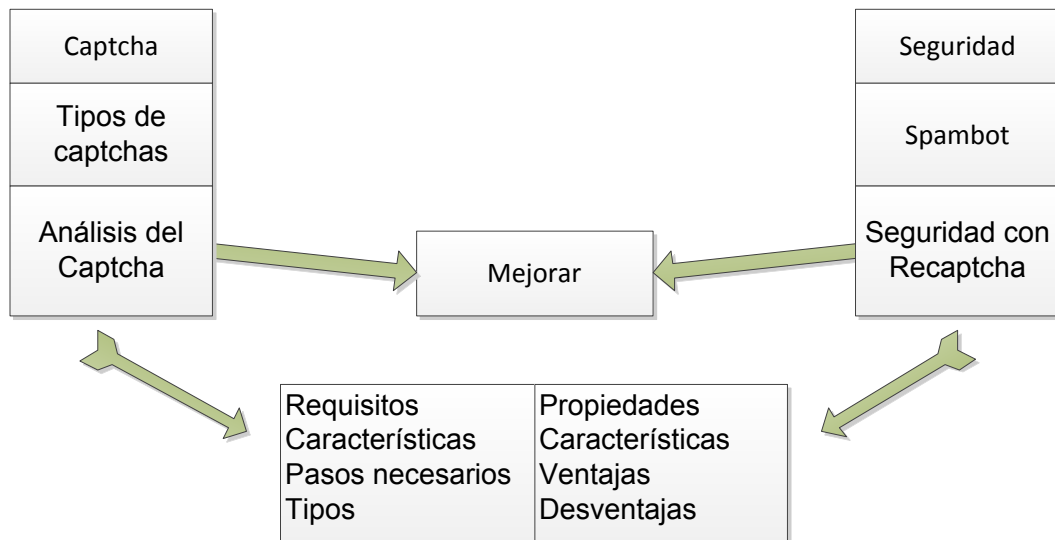 Captcha
Tipos de
captchas
Análisis del
Captcha
Mejorar
Seguridad
Spambot
Seguridad con
Recaptcha
Requisitos
Características
Pasos necesarios
Tipos
Propiedades
Características
Ventajas
Desventajas